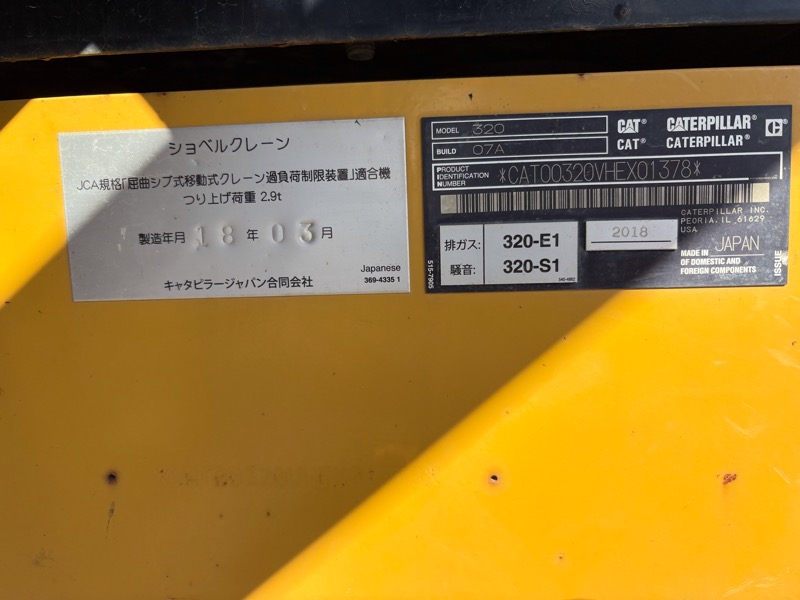 ショベルクレーン
JCA規格「屈曲ジブ式移動式クレーン過負荷制限装置」適合機
つり上げ荷重 2.9t
製造年月 18 年 03 月
キャタピラージャパン合同会社
Japanese
369-4335 1
MODEL 320
BUILD 07A
CAT® CATERPILLAR®
CAT® CATERPILLAR®
PRODUCT IDENTIFICATION NUMBER *CAT00320VHEX01378*
CATERPILLAR INC.
PEORIA, IL 61629
USA
排ガス: 320-E1
騒音: 320-S1
2018
MADE IN JAPAN
OF DOMESTIC AND
FOREIGN COMPONENTS
ISSUE
515-7905